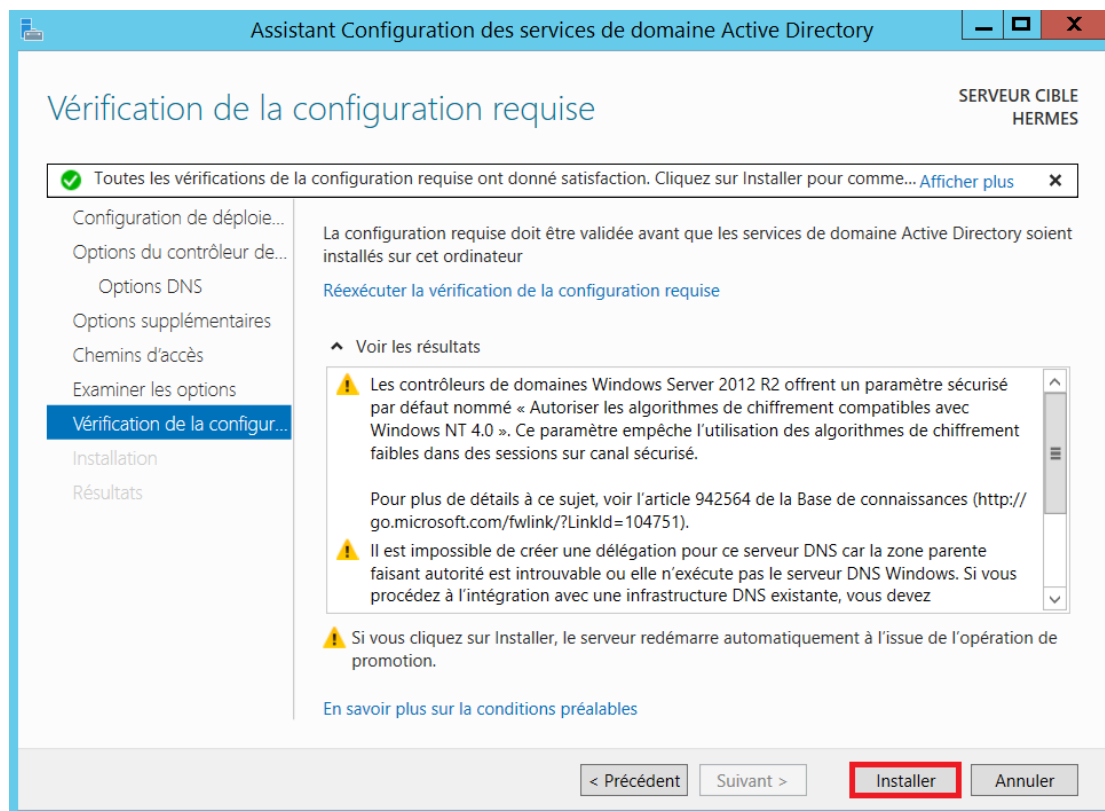 Assistant Configuration des services de domaine Active Directory
Vérification de la configuration requise
SERVEUR CIBLE
HERMES
Toutes les vérifications de la configuration requise ont donné satisfaction. Cliquez sur Installer pour comme... Afficher plus
Configuration de déploie...
Options du contrôleur de...
Options DNS
Options supplémentaires
Chemins d'accès
Examiner les options
Vérification de la configur...
Installation
Résultats
La configuration requise doit être validée avant que les services de domaine Active Directory soient
installés sur cet ordinateur
Réexécuter la vérification de la configuration requise
Voir les résultats
Les contrôleurs de domaines Windows Server 2012 R2 offrent un paramètre sécurisé
par défaut nommé « Autoriser les algorithmes de chiffrement compatibles avec
Windows NT 4.0 ». Ce paramètre empêche l'utilisation des algorithmes de chiffrement
faibles dans des sessions sur canal sécurisé.
Pour plus de détails à ce sujet, voir l'article 942564 de la Base de connaissances (http://
go.microsoft.com/fwlink/?LinkId=104751).
Il est impossible de créer une délégation pour ce serveur DNS car la zone parente
faisant autorité est introuvable ou elle n'exécute pas le serveur DNS Windows. Si vous
procédez à l'intégration avec une infrastructure DNS existante, vous devez
Si vous cliquez sur Installer, le serveur redémarre automatiquement à l'issue de l'opération de
promotion.
En savoir plus sur la conditions préalables
< Précédent
Suivant >
Installer
Annuler